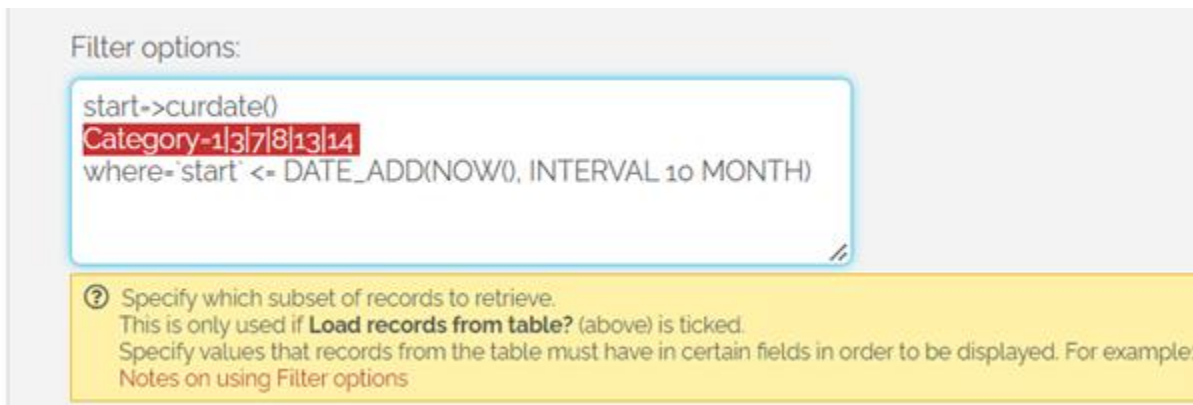 Filter options:
start=>curdate()
Category=1|3|7|8|13|14
where=`start` <= DATE_ADD(NOW(), INTERVAL 10 MONTH)
Specify which subset of records to retrieve.
This is only used if Load records from table? (above) is ticked.
Specify values that records from the table must have in certain fields in order to be displayed. For example:
Notes on using Filter options